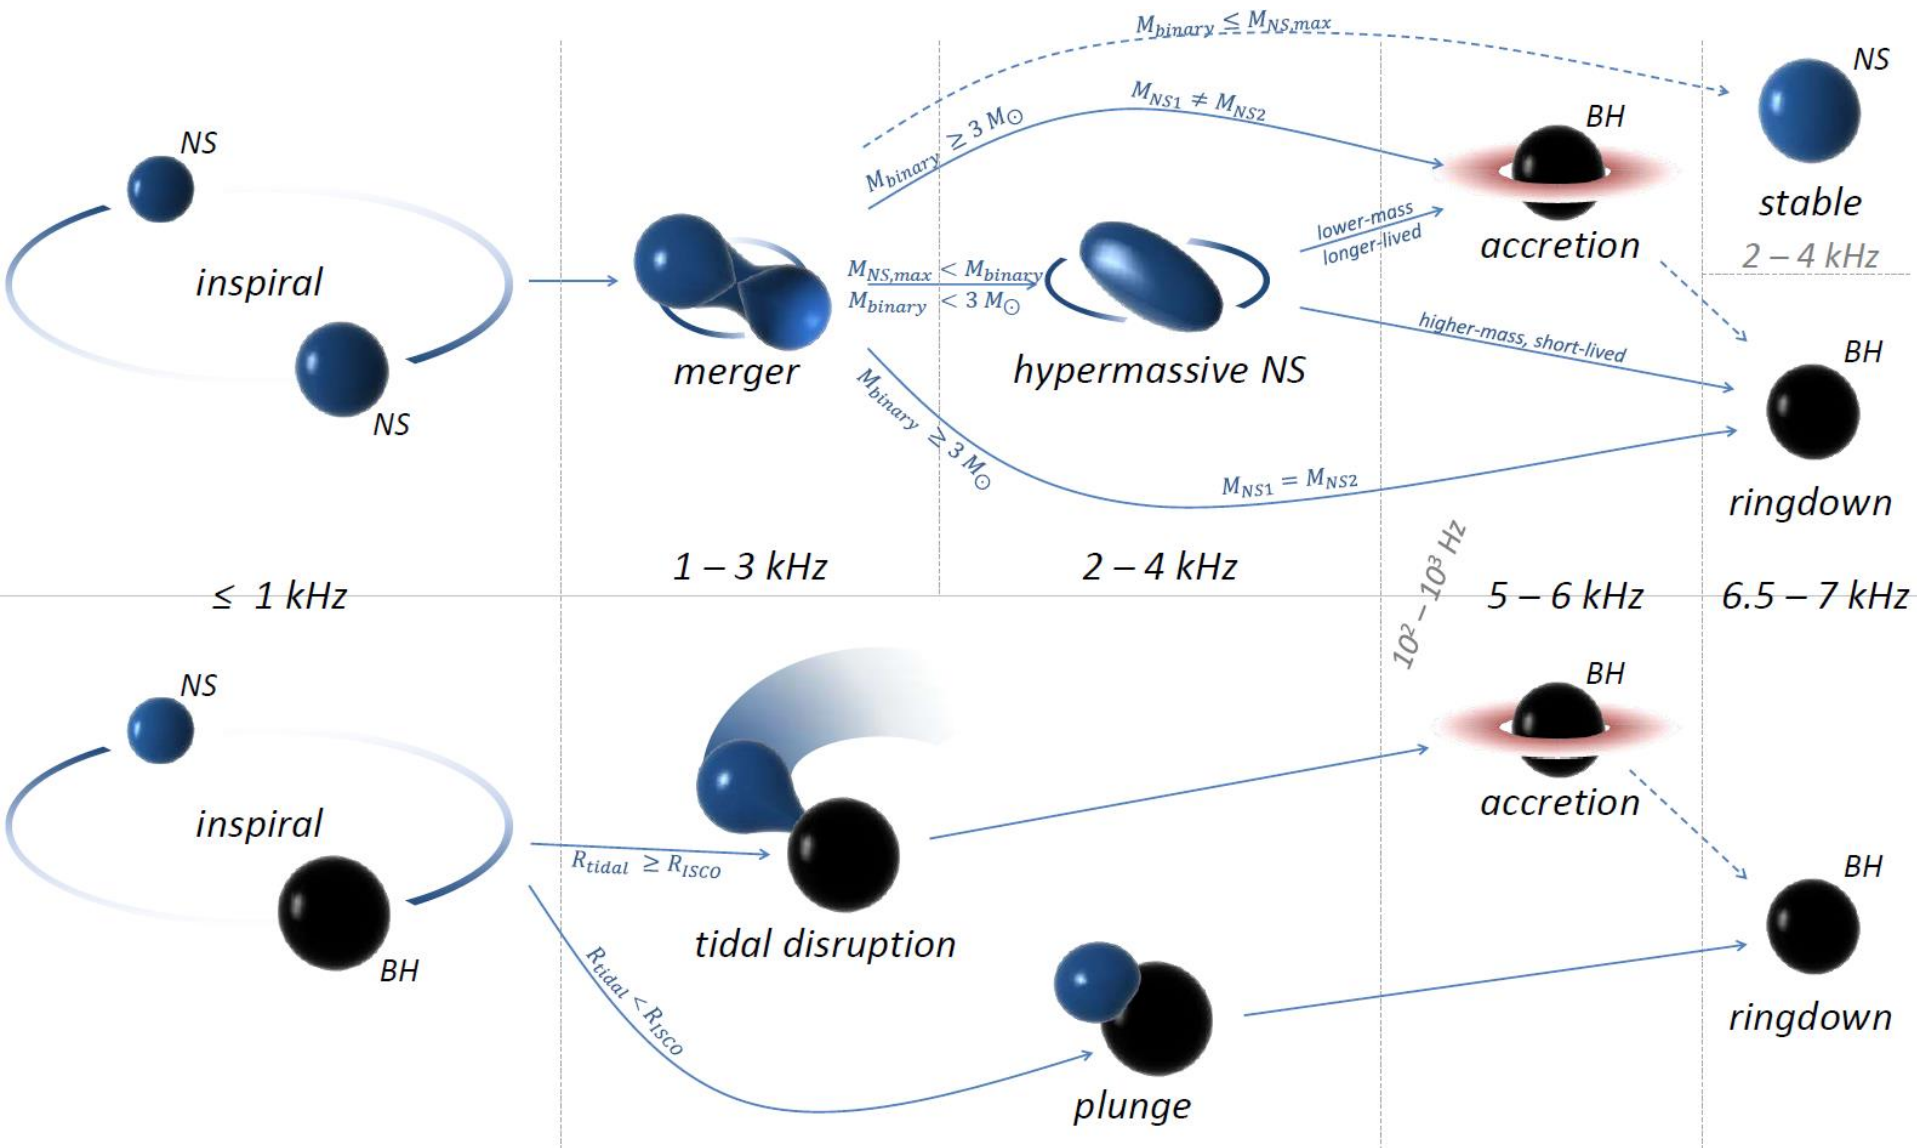 M_binary ≤ M_NS,max
NS
stable
2 – 4 kHz
M_binary ≥ 3 M_⊙
M_NS1 ≠ M_NS2
BH
accretion
NS
inspiral
NS
merger
M_NS,max < M_binary
M_binary < 3 M_⊙
hypermassive NS
lower-mass
longer-lived
higher-mass, short-lived
BH
ringdown
M_binary ≥ 3 M_⊙
M_NS1 = M_NS2
≤ 1 kHz
1 – 3 kHz
2 – 4 kHz
10² – 10³ Hz
5 – 6 kHz
6.5 – 7 kHz
NS
inspiral
BH
R_tidal ≥ R_ISCO
tidal disruption
R_tidal < R_ISCO
plunge
BH
accretion
BH
ringdown